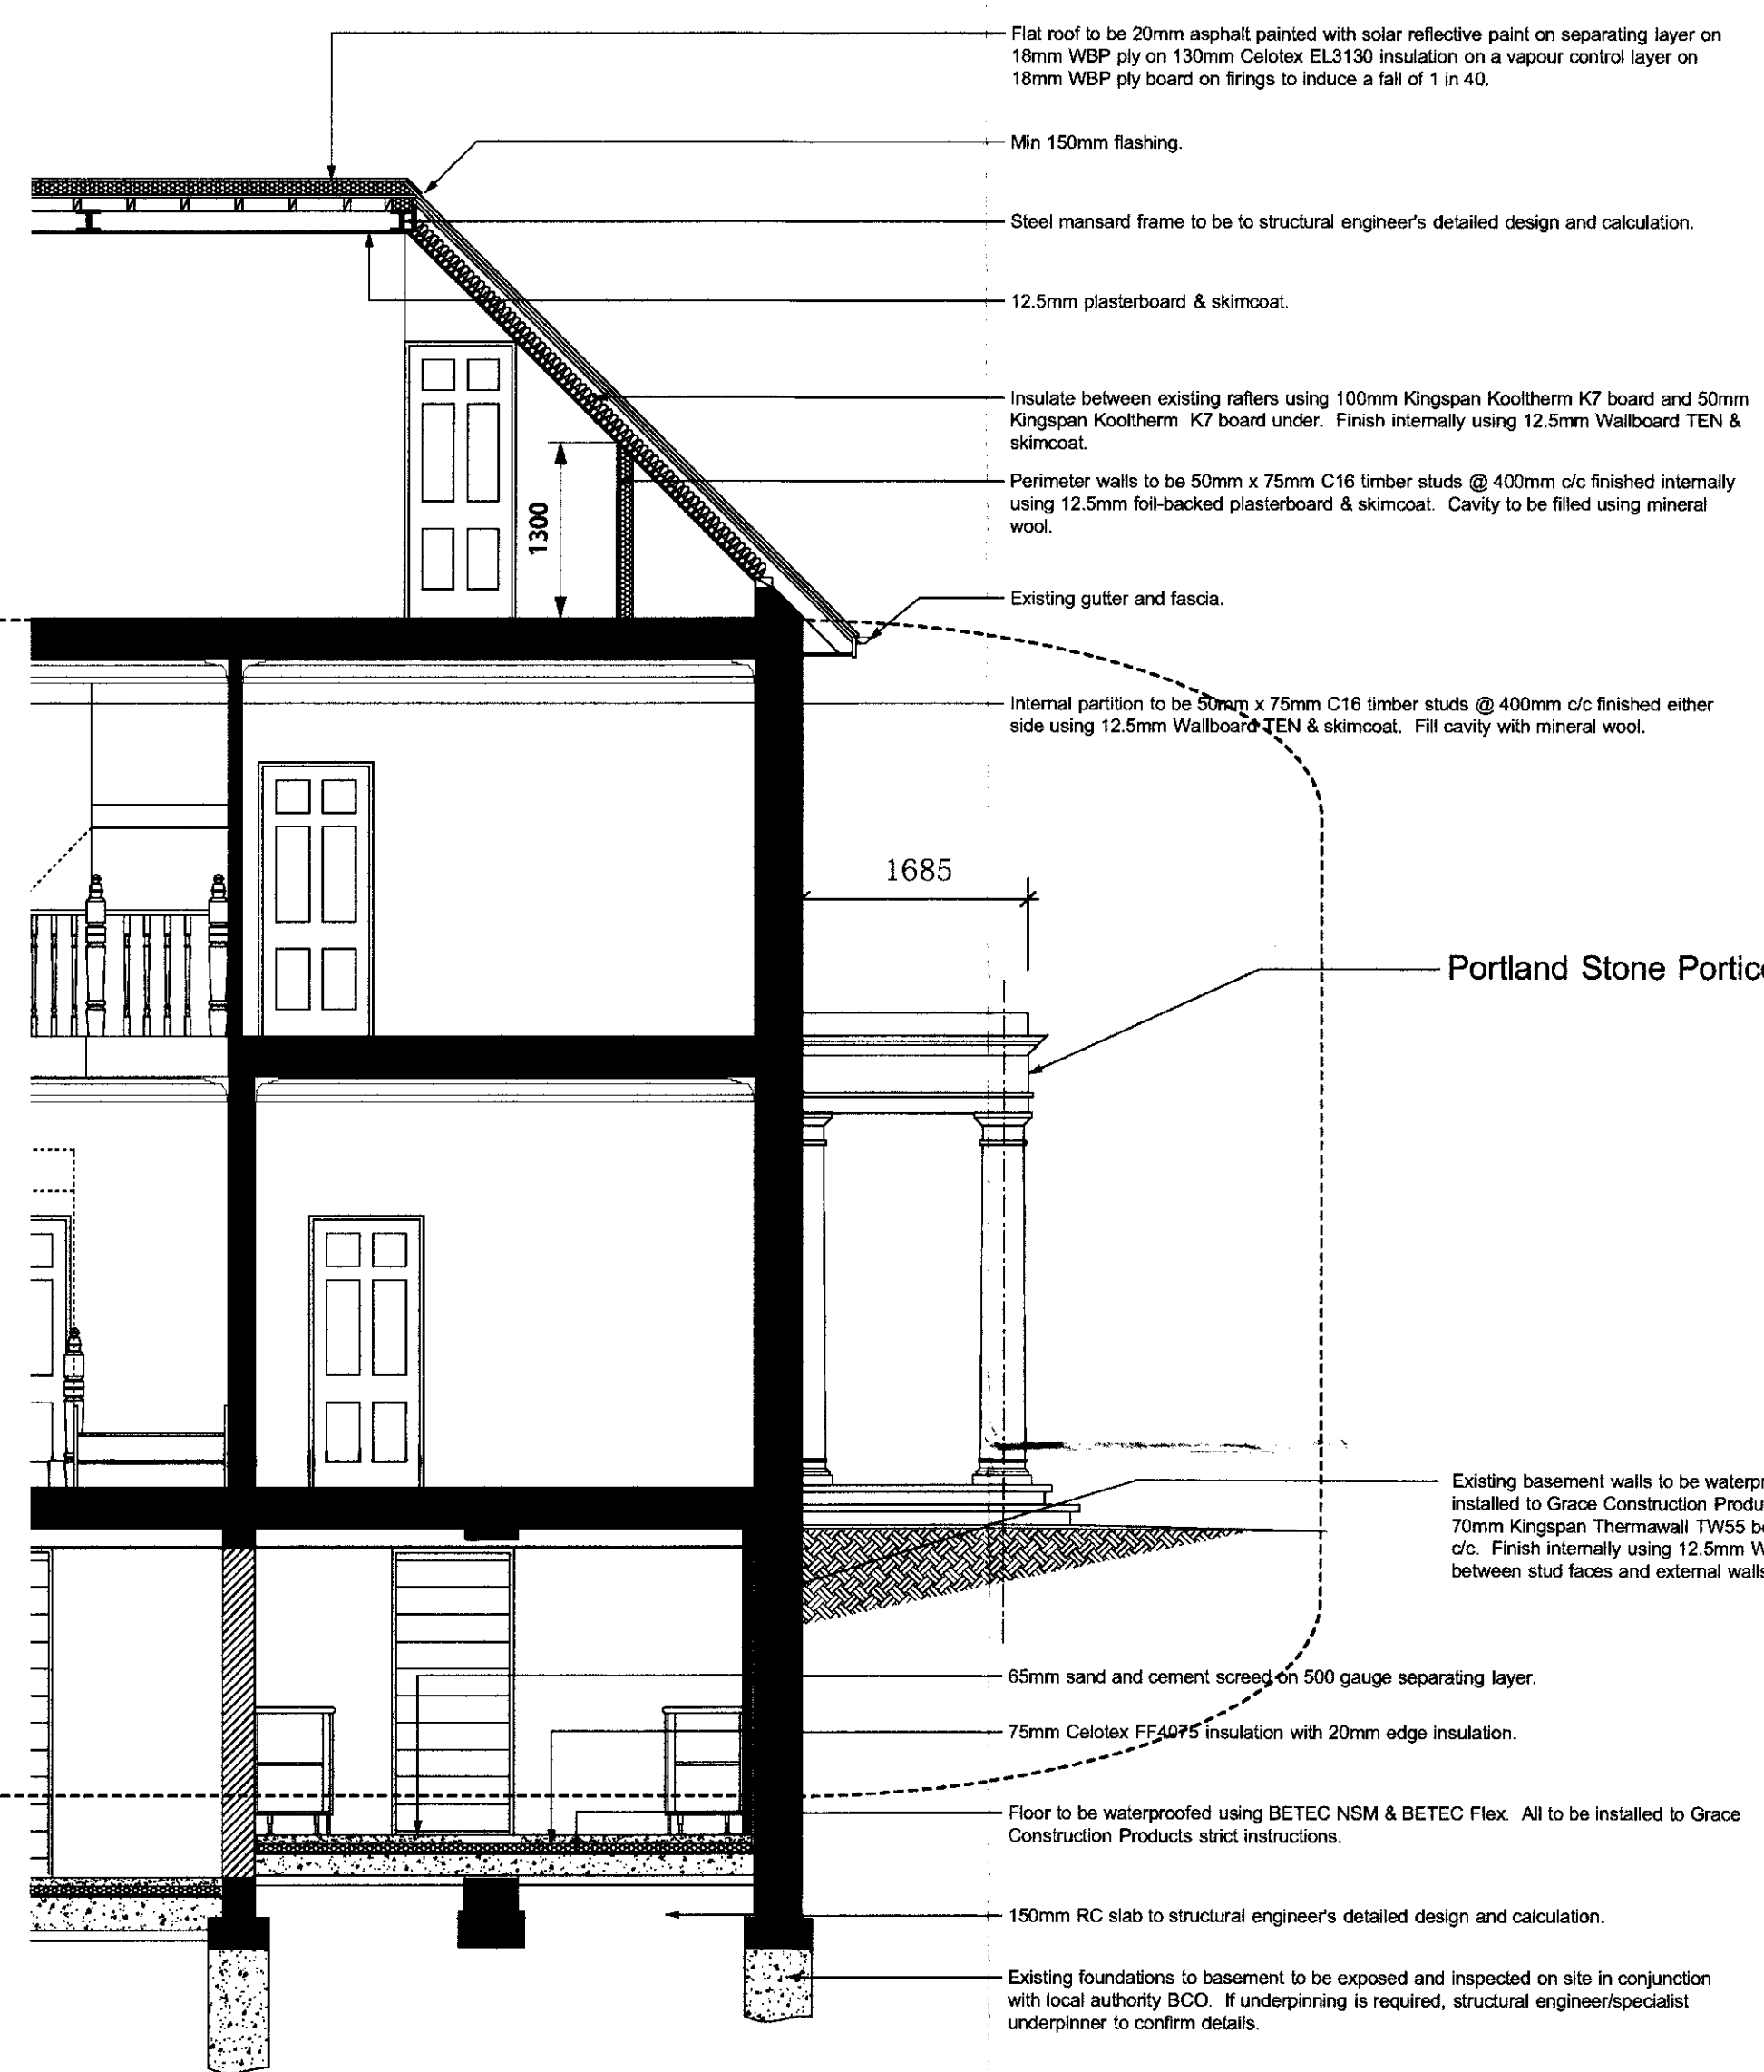 Flat roof to be 20mm asphalt painted with solar reflective paint on separating layer on
18mm WBP ply on 130mm Celotex EL3130 insulation on a vapour control layer on
18mm WBP ply board on firings to induce a fall of 1 in 40.
Min 150mm flashing.
Steel mansard frame to be to structural engineer's detailed design and calculation.
12.5mm plasterboard & skimcoat.
Insulate between existing rafters using 100mm Kingspan Kooltherm K7 board and 50mm
Kingspan Kooltherm K7 board under. Finish internally using 12.5mm Wallboard TEN &
skimcoat.
Perimeter walls to be 50mm x 75mm C16 timber studs @ 400mm c/c finished internally
using 12.5mm foil-backed plasterboard & skimcoat. Cavity to be filled using mineral
wool.
1300
Existing gutter and fascia.
Internal partition to be 50mm x 75mm C16 timber studs @ 400mm c/c finished either
side using 12.5mm Wallboard TEN & skimcoat. Fill cavity with mineral wool.
1685
Portland Stone Portic
Existing basement walls to be waterpr
installed to Grace Construction Produ
70mm Kingspan Thermawall TW55 b
c/c. Finish internally using 12.5mm W
between stud faces and external walls
65mm sand and cement screed on 500 gauge separating layer.
75mm Celotex FF4075 insulation with 20mm edge insulation.
Floor to be waterproofed using BETEC NSM & BETEC Flex. All to be installed to Grace
Construction Products strict instructions.
150mm RC slab to structural engineer's detailed design and calculation.
Existing foundations to basement to be exposed and inspected on site in conjunction
with local authority BCO. If underpinning is required, structural engineer/specialist
underpinner to confirm details.